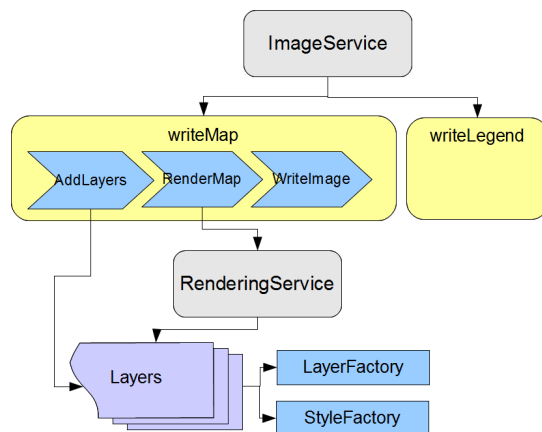 ImageService
writeMap
writeLegend
AddLayers
RenderMap
WriteImage
RenderingService
Layers
LayerFactory
StyleFactory